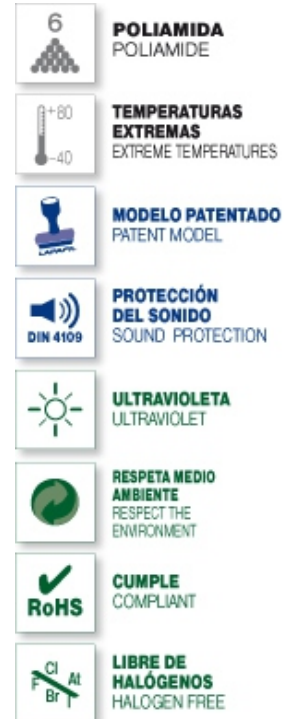 6
POLIAMIDA
POLIAMIDE
+80
-40
TEMPERATURAS
EXTREMAS
EXTREME TEMPERATURES
MODELO PATENTADO
PATENT MODEL
DIN 4109
PROTECCIÓN
DEL SONIDO
SOUND PROTECTION
ULTRAVIOLETA
ULTRAVIOLET
RESPETA MEDIO
AMBIENTE
RESPECT THE
ENVIRONMENT
RoHS
CUMPLE
COMPLIANT
Cl
F At
Br I
LIBRE DE
HALÓGENOS
HALOGEN FREE